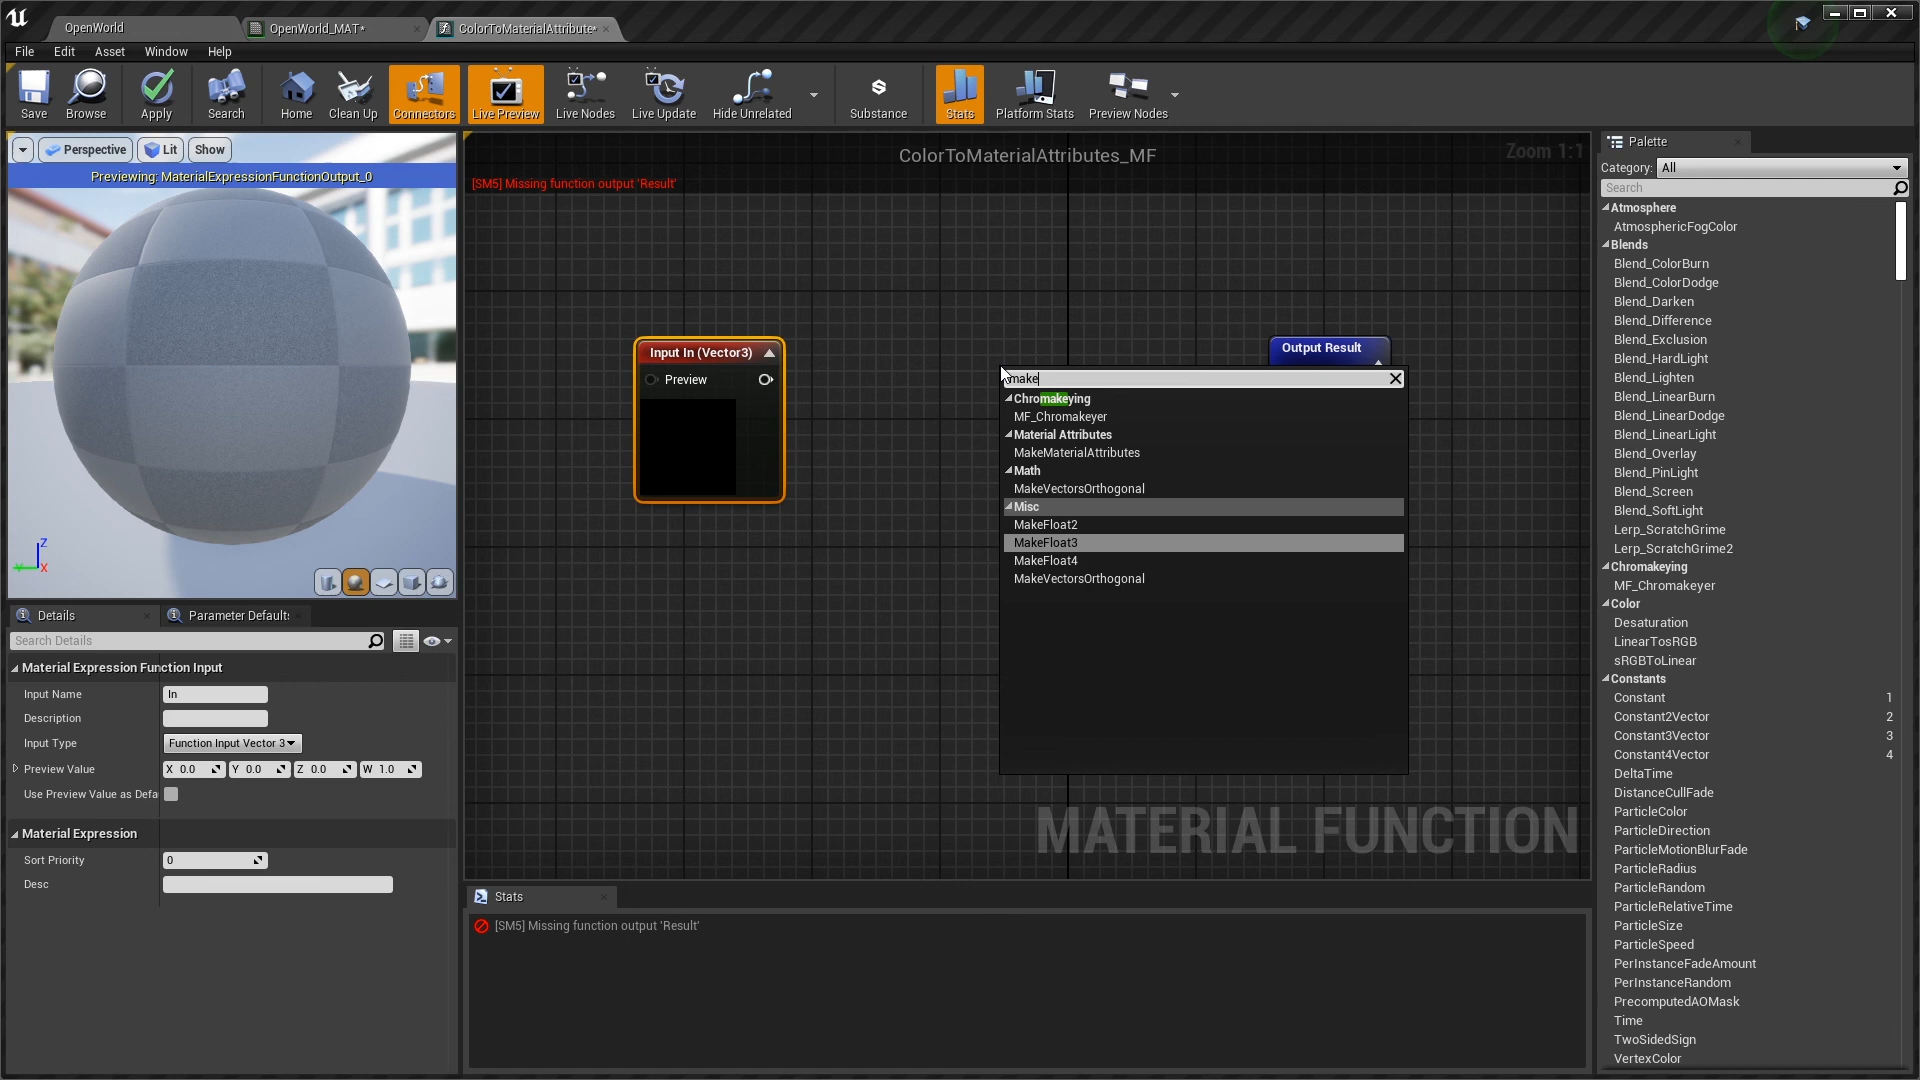 OpenWorld
OpenWorld_MAT*
ColorToMaterialAttribute*
File Edit Asset Window Help
Save Browse Apply Search Home Clean Up Connectors Live Preview Live Nodes Live Update Hide Unrelated Substance Stats Platform Stats Preview Nodes
Perspective Lit Show
Previewing: MaterialExpressionFunctionOutput_0
Z
X
Details
Parameter Default:
Search Details
Material Expression Function Input
Input Name In
Description
Input Type Function Input Vector 3
Preview Value X 0.0 Y 0.0 Z 0.0 W 1.0
Use Preview Value as Defa
Material Expression
Sort Priority 0
Desc
ColorToMaterialAttributes_MF
Zoom 1:1
[SM5] Missing function output 'Result'
Input In (Vector3)
Preview
Output Result
make
Chromakeying
MF_Chromakeyer
Material Attributes
MakeMaterialAttributes
Math
MakeVectorsOrthogonal
Misc
MakeFloat2
MakeFloat3
MakeFloat4
MakeVectorsOrthogonal
MATERIAL FUNCTION
Stats
[SM5] Missing function output 'Result'
Palette
Category: All
Search
Atmosphere
AtmosphericFogColor
Blends
Blend_ColorBurn
Blend_ColorDodge
Blend_Darken
Blend_Difference
Blend_Exclusion
Blend_HardLight
Blend_Lighten
Blend_LinearBurn
Blend_LinearDodge
Blend_LinearLight
Blend_Overlay
Blend_PinLight
Blend_Screen
Blend_SoftLight
Lerp_ScratchGrime
Lerp_ScratchGrime2
Chromakeying
MF_Chromakeyer
Color
Desaturation
LinearTosRGB
sRGBToLinear
Constants
Constant 1
Constant2Vector 2
Constant3Vector 3
Constant4Vector 4
DeltaTime
DistanceCullFade
ParticleColor
ParticleDirection
ParticleMotionBlurFade
ParticleRadius
ParticleRandom
ParticleRelativeTime
ParticleSize
ParticleSpeed
PerInstanceFadeAmount
PerInstanceRandom
PrecomputedAOMask
Time
TwoSidedSign
VertexColor